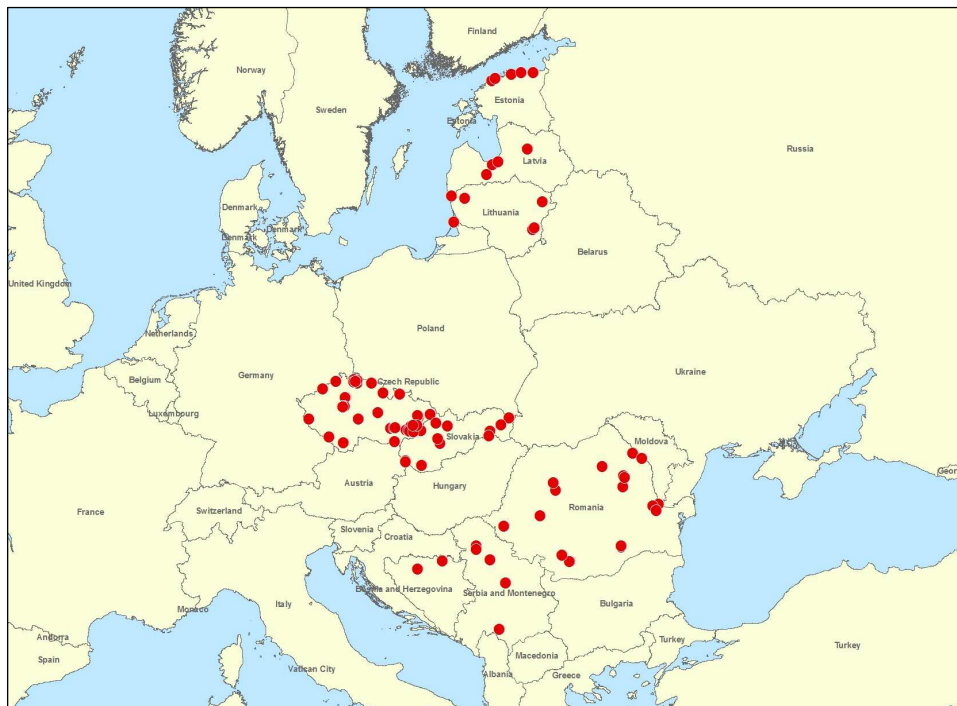 Finland
Norway
Sweden
Estonia
Estonia
Russia
Latvia
Denmark
Lithuania
Denmark
Denmark
Belarus
United Kingdom
Netherlands
Poland
Belgium
Germany
Czech Republic
Ukraine
Luxembourg
Slovakia
Moldova
Austria
Hungary
Geor
France
Switzerland
Romania
Slovenia
Croatia
Bosnia and Herzegovina
Serbia and Montenegro
Monaco
Italy
Bulgaria
Andorra
Turkey
Turkey
Spain
Vatican City
Macedonia
Albania
Greece